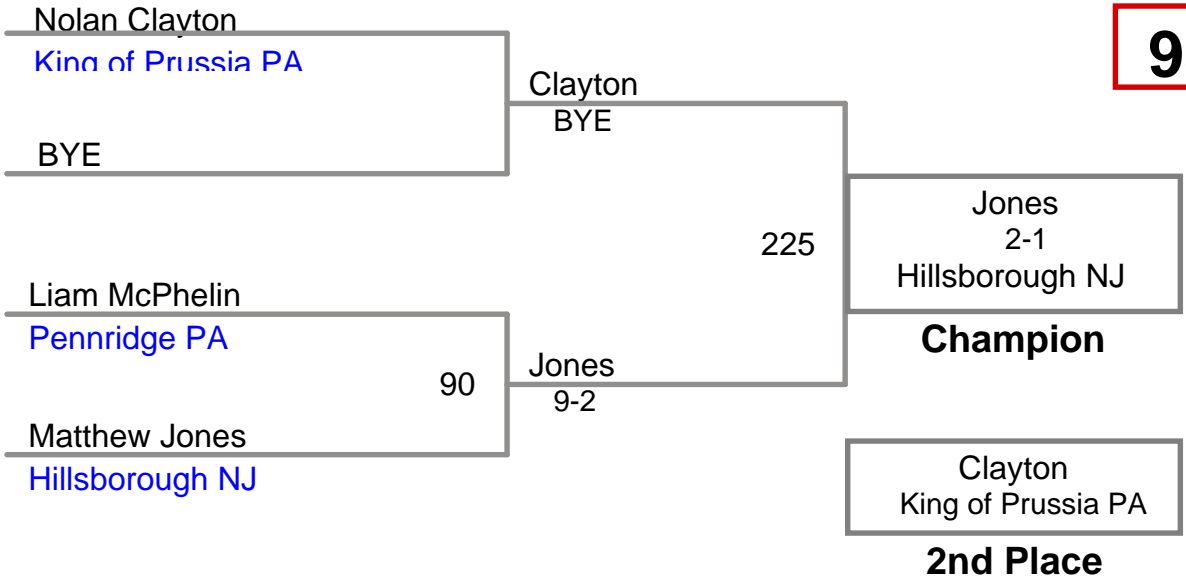 Nolan Clayton
King of Prussia PA
9
Clayton
BYE
BYE
Jones
2-1
Hillsborough NJ
225
Liam McPhelin
Pennridge PA
Champion
Jones
9-2
90
Matthew Jones
Hillsborough NJ
Clayton
King of Prussia PA
2nd Place